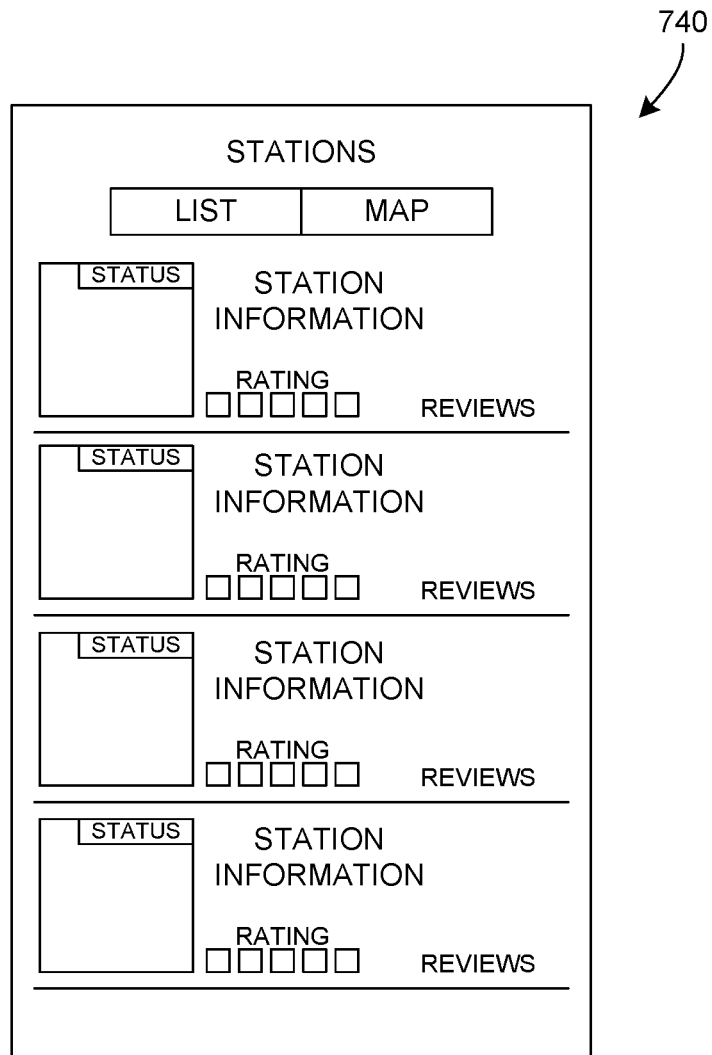 740
STATIONS
LIST MAP
STATUS
STATION
INFORMATION
RATING
REVIEWS
STATUS
STATION
INFORMATION
RATING
REVIEWS
STATUS
STATION
INFORMATION
RATING
REVIEWS
STATUS
STATION
INFORMATION
RATING
REVIEWS